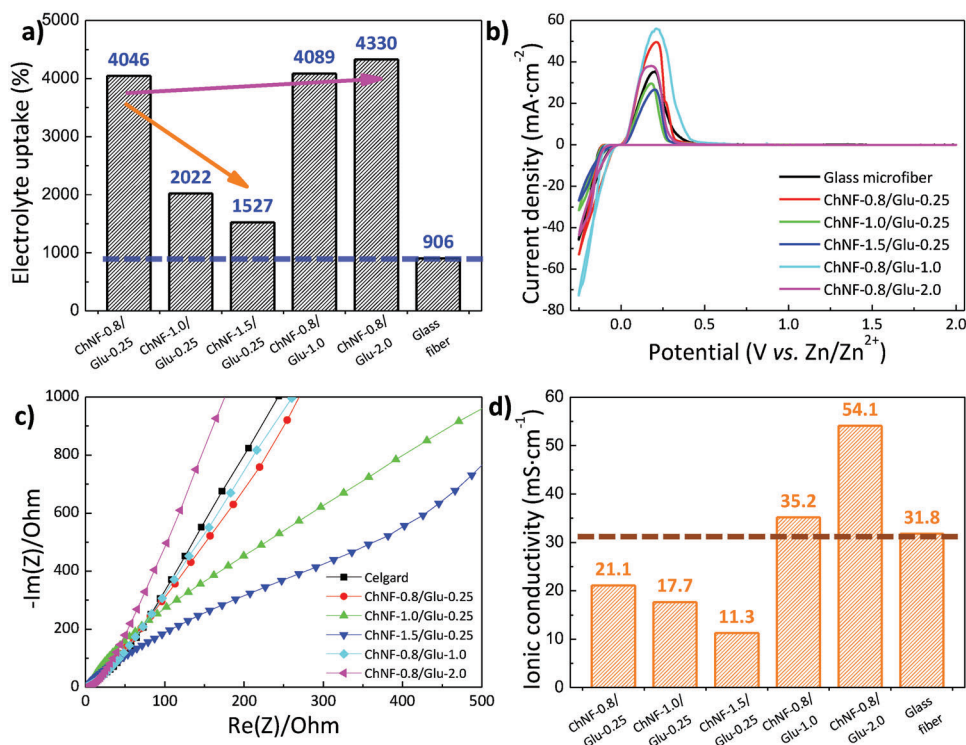 a)
Electrolyte uptake (%)
5000
4000
3000
2000
1000
0
4046
2022
1527
4089
4330
906
ChNF-0.8/
Glu-0.25
ChNF-1.0/
Glu-0.25
ChNF-1.5/
Glu-0.25
ChNF-0.8/
Glu-1.0
ChNF-0.8/
Glu-2.0
Glass
fiber
b)
Current density (mA·cm-2)
60
40
20
0
-20
-40
-60
-80
Glass microfiber
ChNF-0.8/Glu-0.25
ChNF-1.0/Glu-0.25
ChNF-1.5/Glu-0.25
ChNF-0.8/Glu-1.0
ChNF-0.8/Glu-2.0
0.0 0.5 1.0 1.5 2.0
Potential (V vs. Zn/Zn2+)
c)
-Im(Z)/Ohm
1000
800
600
400
200
0
Celgard
ChNF-0.8/Glu-0.25
ChNF-1.0/Glu-0.25
ChNF-1.5/Glu-0.25
ChNF-0.8/Glu-1.0
ChNF-0.8/Glu-2.0
0 100 200 300 400 500
Re(Z)/Ohm
d)
Ionic conductivity (mS·cm-1)
60
50
40
30
20
10
0
21.1
17.7
11.3
35.2
54.1
31.8
ChNF-0.8/
Glu-0.25
ChNF-1.0/
Glu-0.25
ChNF-1.5/
Glu-0.25
ChNF-0.8/
Glu-1.0
ChNF-0.8/
Glu-2.0
Glass
fiber